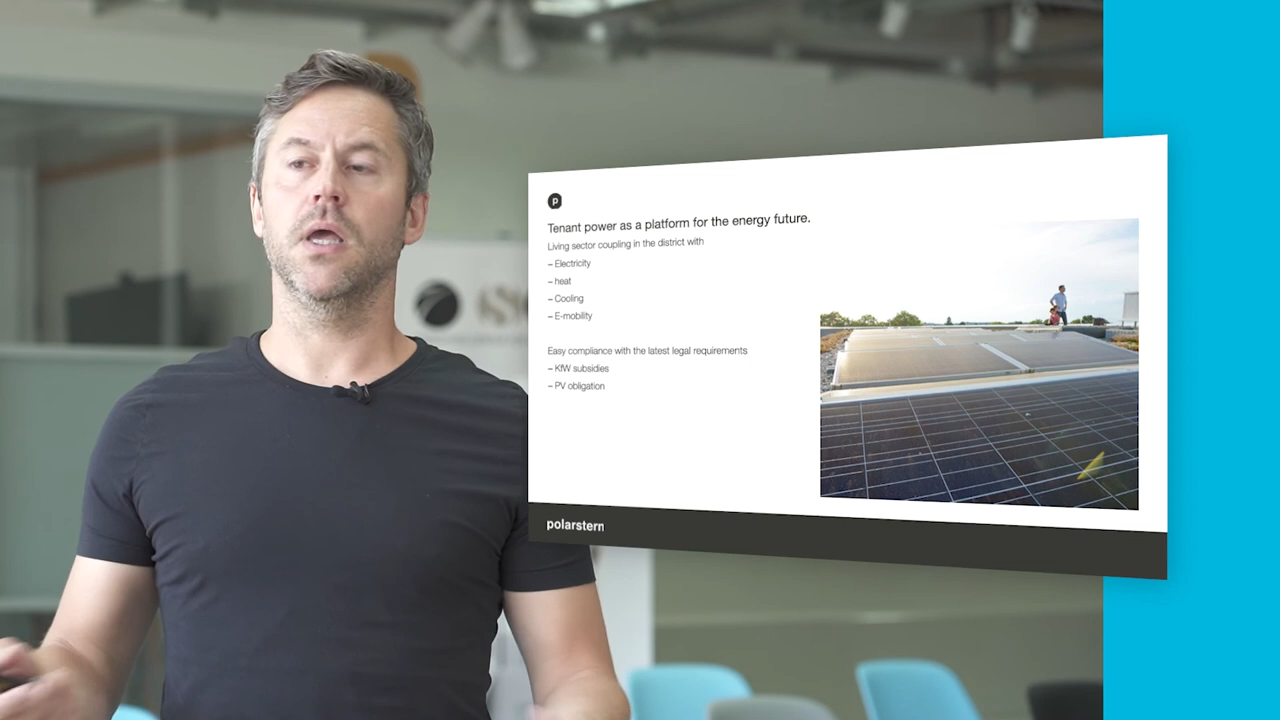 p
Tenant power as a platform for the energy future.
Living sector coupling in the district with
– Electricity
– heat
– Cooling
– E-mobility
Easy compliance with the latest legal requirements
– KfW subsidies
– PV obligation
polarstern